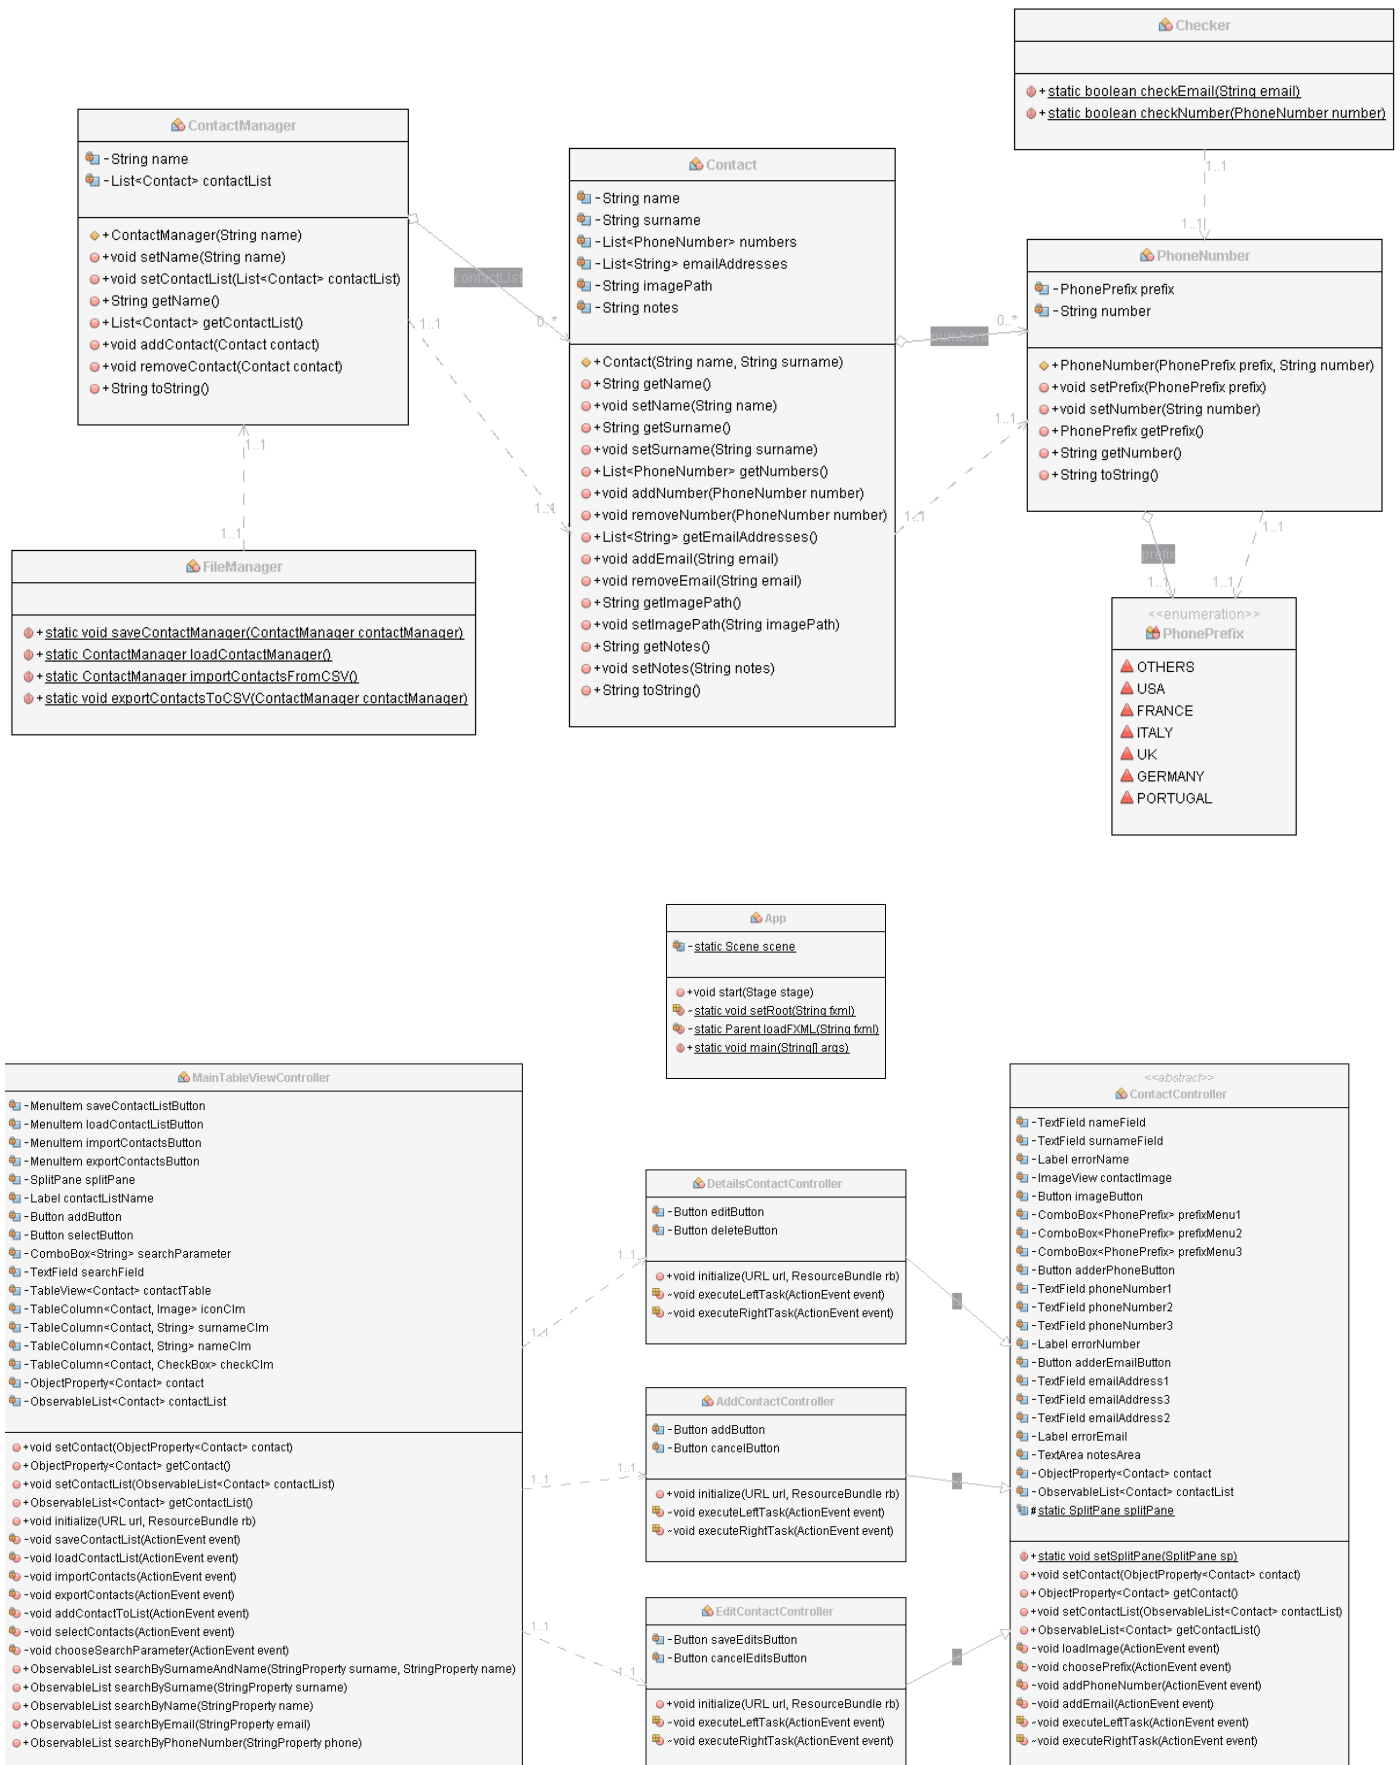 Checker
+static boolean checkEmail(String email)
+static boolean checkNumber(PhoneNumber number)
ContactManager
-String name
-List<Contact> contactList
+ContactManager(String name)
+void setName(String name)
+void setContactList(List<Contact> contactList)
+String getName()
+List<Contact> getContactList()
+void addContact(Contact contact)
+void removeContact(Contact contact)
+String toString()
contactList
0..*
1..1
1..1
Contact
-String name
-String surname
-List<PhoneNumber> numbers
-List<String> emailAddresses
-String imagePath
-String notes
+Contact(String name, String surname)
+String getName()
+void setName(String name)
+String getSurname()
+void setSurname(String surname)
+List<PhoneNumber> getNumbers()
+void addNumber(PhoneNumber number)
+void removeNumber(PhoneNumber number)
+List<String> getEmailAddresses()
+void addEmail(String email)
+void removeEmail(String email)
+String getImagePath()
+void setImagePath(String imagePath)
+String getNotes()
+void setNotes(String notes)
+String toString()
numbers
0..*
1..1
1..1
1..1
1..1
PhoneNumber
-PhonePrefix prefix
-String number
+PhoneNumber(PhonePrefix prefix, String number)
+void setPrefix(PhonePrefix prefix)
+void setNumber(String number)
+PhonePrefix getPrefix()
+String getNumber()
+String toString()
1..1
prefix
1..1
1..1
1..1
1..1
FileManager
+static void saveContactManager(ContactManager contactManager)
+static ContactManager loadContactManager()
+static ContactManager importContactsFromCSV()
+static void exportContactsToCSV(ContactManager contactManager)
<<enumeration>>
PhonePrefix
OTHERS
USA
FRANCE
ITALY
UK
GERMANY
PORTUGAL
App
-static Scene scene
+void start(Stage stage)
~static void setRoot(String fxml)
-static Parent loadFXML(String fxml)
+static void main(String[] args)
MainTableViewController
-MenuItem saveContactListButton
-MenuItem loadContactListButton
-MenuItem importContactsButton
-MenuItem exportContactsButton
-SplitPane splitPane
-Label contactListName
-Button addButton
-Button selectButton
-ComboBox<String> searchParameter
-TextField searchField
-TableView<Contact> contactTable
-TableColumn<Contact, Image> iconClm
-TableColumn<Contact, String> surnameClm
-TableColumn<Contact, String> nameClm
-TableColumn<Contact, CheckBox> checkClm
-ObjectProperty<Contact> contact
-ObservableList<Contact> contactList
+void setContact(ObjectProperty<Contact> contact)
+ObjectProperty<Contact> getContact()
+void setContactList(ObservableList<Contact> contactList)
+ObservableList<Contact> getContactList()
+void initialize(URL url, ResourceBundle rb)
-void saveContactList(ActionEvent event)
-void loadContactList(ActionEvent event)
-void importContacts(ActionEvent event)
-void exportContacts(ActionEvent event)
-void addContactToList(ActionEvent event)
-void selectContacts(ActionEvent event)
-void chooseSearchParameter(ActionEvent event)
+ObservableList searchBySurnameAndName(StringProperty surname, StringProperty name)
+ObservableList searchBySurname(StringProperty surname)
+ObservableList searchByName(StringProperty name)
+ObservableList searchByEmail(StringProperty email)
+ObservableList searchByPhoneNumber(StringProperty phone)
1..1
1..1
1..1
1..1
1..1
1..1
DetailsContactController
-Button editButton
-Button deleteButton
+void initialize(URL url, ResourceBundle rb)
~void executeLeftTask(ActionEvent event)
~void executeRightTask(ActionEvent event)
AddContactController
-Button addButton
-Button cancelButton
+void initialize(URL url, ResourceBundle rb)
~void executeLeftTask(ActionEvent event)
~void executeRightTask(ActionEvent event)
EditContactController
-Button saveEditsButton
-Button cancelEditsButton
+void initialize(URL url, ResourceBundle rb)
~void executeLeftTask(ActionEvent event)
~void executeRightTask(ActionEvent event)
<<abstract>>
ContactController
-TextField nameField
-TextField surnameField
-Label errorName
-ImageView contactImage
-Button imageButton
-ComboBox<PhonePrefix> prefixMenu1
-ComboBox<PhonePrefix> prefixMenu2
-ComboBox<PhonePrefix> prefixMenu3
-Button adderPhoneButton
-TextField phoneNumber1
-TextField phoneNumber2
-TextField phoneNumber3
-Label errorNumber
-Button adderEmailButton
-TextField emailAddress1
-TextField emailAddress3
-TextField emailAddress2
-Label errorEmail
-TextArea notesArea
-ObjectProperty<Contact> contact
-ObservableList<Contact> contactList
#static SplitPane splitPane
+static void setSplitPane(SplitPane sp)
+void setContact(ObjectProperty<Contact> contact)
+ObjectProperty<Contact> getContact()
+void setContactList(ObservableList<Contact> contactList)
+ObservableList<Contact> getContactList()
-void loadImage(ActionEvent event)
-void choosePrefix(ActionEvent event)
-void addPhoneNumber(ActionEvent event)
-void addEmail(ActionEvent event)
~void executeLeftTask(ActionEvent event)
~void executeRightTask(ActionEvent event)